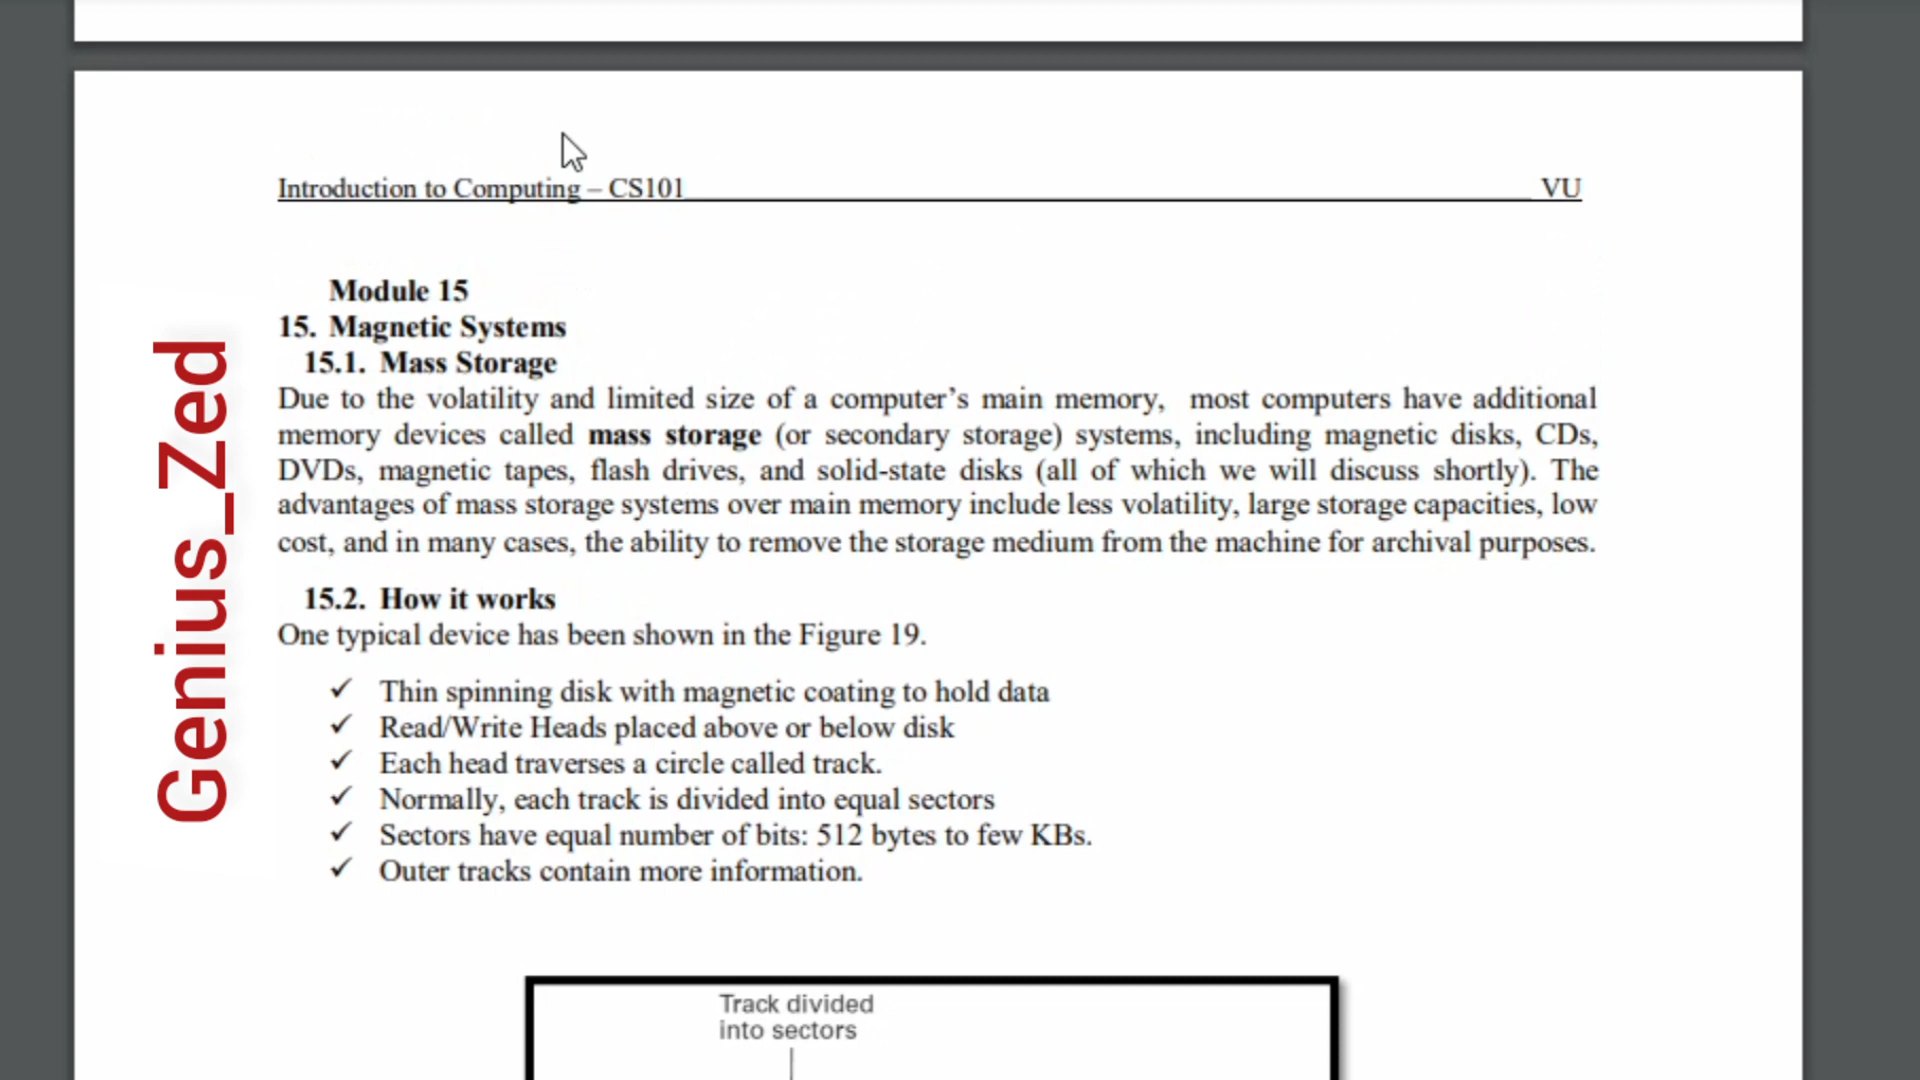 Introduction to Computing – CS101 VU
Module 15
15. Magnetic Systems
15.1. Mass Storage
Due to the volatility and limited size of a computer’s main memory, most computers have additional
memory devices called mass storage (or secondary storage) systems, including magnetic disks, CDs,
DVDs, magnetic tapes, flash drives, and solid-state disks (all of which we will discuss shortly). The
advantages of mass storage systems over main memory include less volatility, large storage capacities, low
cost, and in many cases, the ability to remove the storage medium from the machine for archival purposes.
15.2. How it works
One typical device has been shown in the Figure 19.
✓ Thin spinning disk with magnetic coating to hold data
✓ Read/Write Heads placed above or below disk
✓ Each head traverses a circle called track.
✓ Normally, each track is divided into equal sectors
✓ Sectors have equal number of bits: 512 bytes to few KBs.
✓ Outer tracks contain more information.
Track divided
into sectors
Genius_Zed